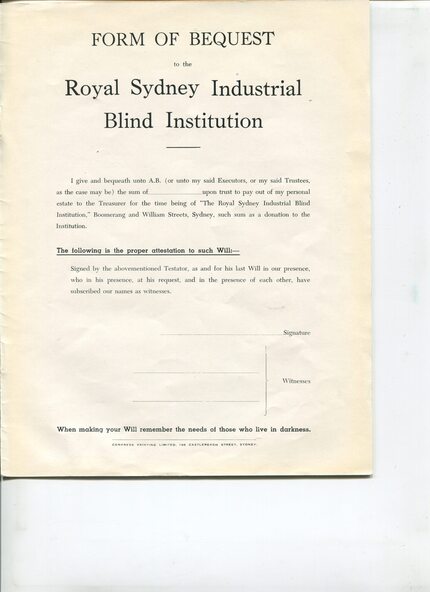 FORM OF BEQUEST
to the
Royal Sydney Industrial
Blind Institution
I give and bequeath unto A.B. (or unto my said Executors, or my said Trustees,
as the case may be) the sum of upon trust to pay out of my personal
estate to the Treasurer for the time being of "The Royal Sydney Industrial Blind
Institution," Boomerang and William Streets, Sydney, such sum as a donation to the
Institution.
The following is the proper attestation to such Will:—
Signed by the abovementioned Testator, as and for his last Will in our presence,
who in his presence, at his request, and in the presence of each other, have
subscribed our names as witnesses.
Signature
Witnesses
When making your Will remember the needs of those who live in darkness.
PRINTING LIMITED, CASTLEREAGH STREET, SYDNEY.